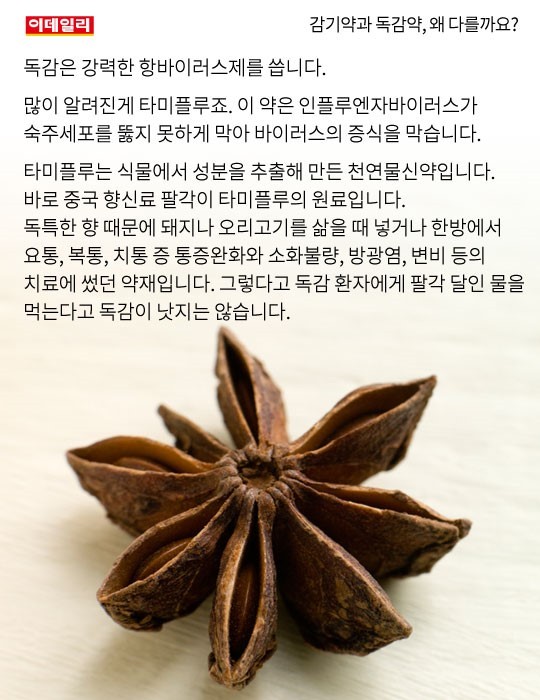 이데일리
감기약과 독감약, 왜 다를까요?
독감은 강력한 항바이러스제를 씁니다.
많이 알려진게 타미플루죠. 이 약은 인플루엔자바이러스가
숙주세포를 뚫지 못하게 막아 바이러스의 증식을 막습니다.
타미플루는 식물에서 성분을 추출해 만든 천연물신약입니다.
바로 중국 향신료 팔각이 타미플루의 원료입니다.
독특한 향 때문에 돼지나 오리고기를 삶을 때 넣거나 한방에서
요통, 복통, 치통 증 통증완화와 소화불량, 방광염, 변비 등의
치료에 썼던 약재입니다. 그렇다고 독감 환자에게 팔각 달인 물을
먹는다고 독감이 낫지는 않습니다.